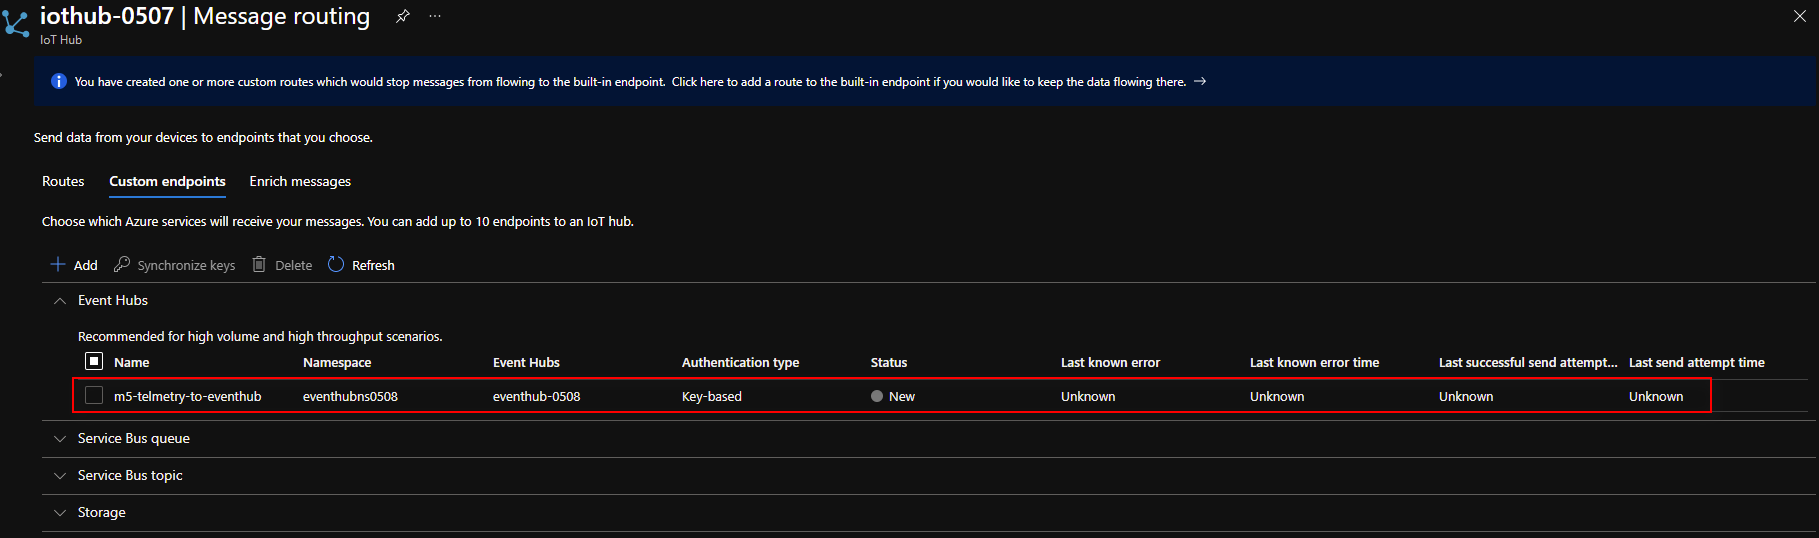 iothub-0507 | Message routing
IoT Hub
You have created one or more custom routes which would stop messages from flowing to the built-in endpoint. Click here to add a route to the built-in endpoint if you would like to keep the data flowing there. →
Send data from your devices to endpoints that you choose.
Routes Custom endpoints Enrich messages
Choose which Azure services will receive your messages. You can add up to 10 endpoints to an IoT hub.
Add Synchronize keys Delete Refresh
Event Hubs
Recommended for high volume and high throughput scenarios.
Name Namespace Event Hubs Authentication type Status Last known error Last known error time Last successful send attempt... Last send attempt time
m5-telmetry-to-eventhub eventhubns0508 eventhub-0508 Key-based New Unknown Unknown Unknown Unknown
Service Bus queue
Service Bus topic
Storage